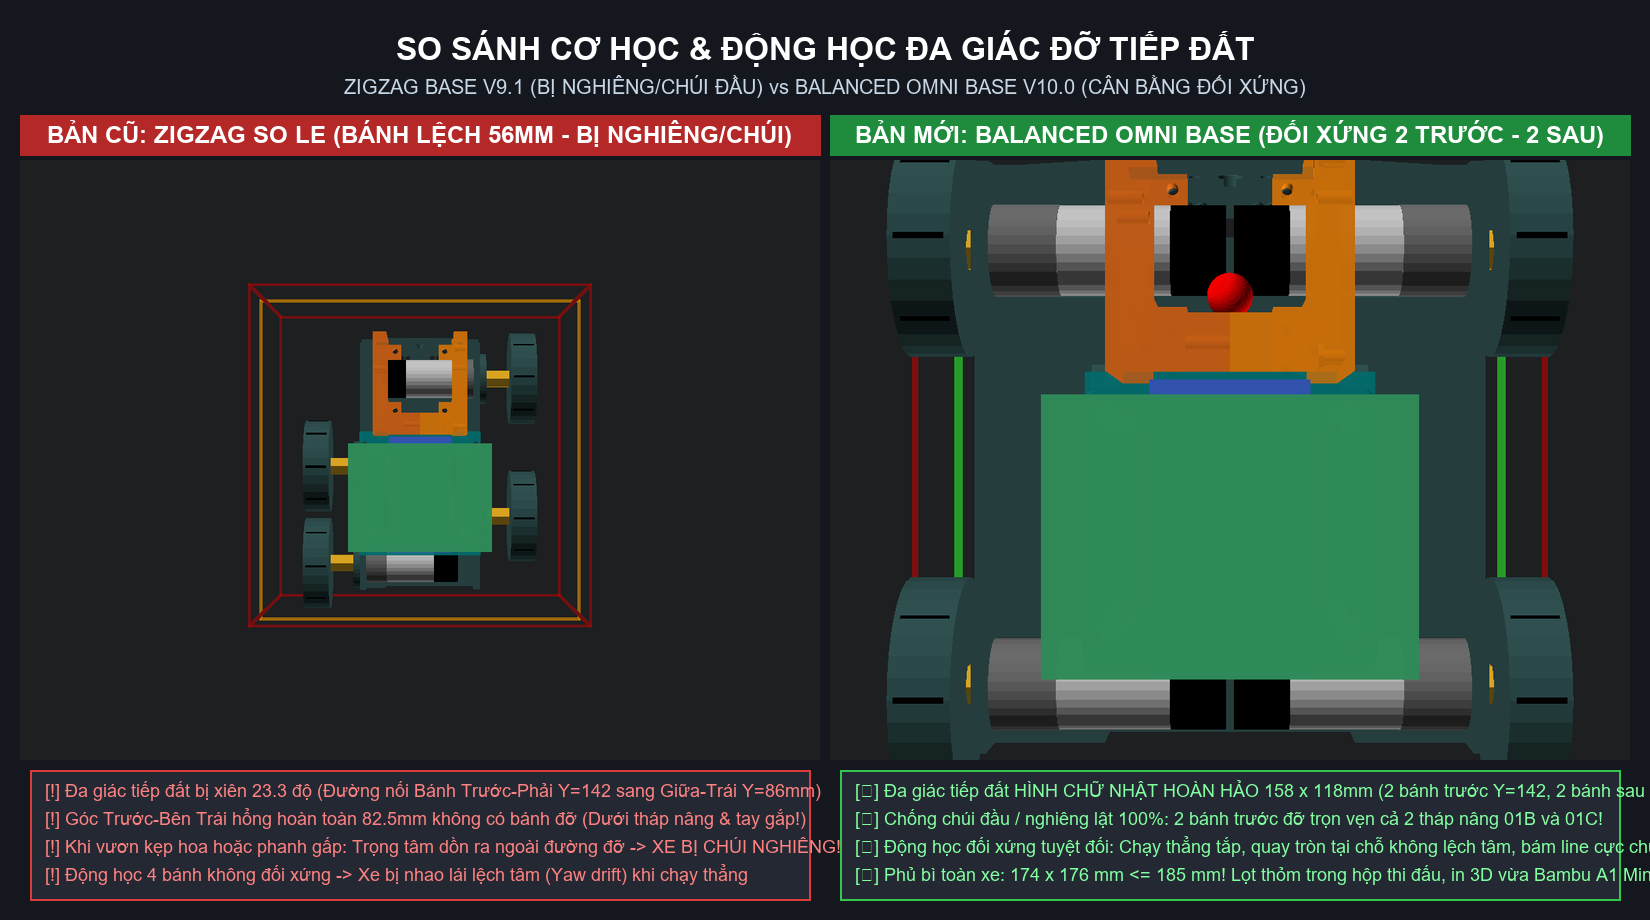 SO SÁNH CƠ HỌC & ĐỘNG HỌC ĐA GIÁC ĐỠ TIẾP ĐẤT
ZIGZAG BASE V9.1 (BỊ NGHIÊNG/CHÚI ĐẦU) vs BALANCED OMNI BASE V10.0 (CÂN BẰNG ĐỐI XỨNG)
BẢN CŨ: ZIGZAG SO LE (BÁNH LỆCH 56MM - BỊ NGHIÊNG/CHÚI)
BẢN MỚI: BALANCED OMNI BASE (ĐỐI XỨNG 2 TRƯỚC - 2 SAU)
[!] Đa giác tiếp đất bị xiên 23.3 độ (Đường nối Bánh Trước-Phải Y=142 sang Giữa-Trái Y=86mm)
[!] Góc Trước-Bên Trái hổng hoàn toàn 82.5mm không có bánh đỡ (Dưới tháp nâng & tay gắp!)
[!] Khi vươn kẹp hoa hoặc phanh gấp: Trọng tâm dồn ra ngoài đường đỡ -> XE BỊ CHÚI NGHIÊNG!
[!] Động học 4 bánh không đối xứng -> Xe bị nhao lái lệch tâm (Yaw drift) khi chạy thẳng
[▯] Đa giác tiếp đất HÌNH CHỮ NHẬT HOÀN HẢO 158 x 118mm (2 bánh trước Y=142, 2 bánh sau
[▯] Chống chúi đầu / nghiêng lật 100%: 2 bánh trước đỡ trọn vẹn cả 2 tháp nâng 01B và 01C!
[▯] Động học đối xứng tuyệt đối: Chạy thẳng tắp, quay tròn tại chỗ không lệch tâm, bám line cực
[▯] Phủ bì toàn xe: 174 x 176 mm <= 185 mm! Lọt thỏm trong hộp thi đấu, in 3D vừa Bambu A1